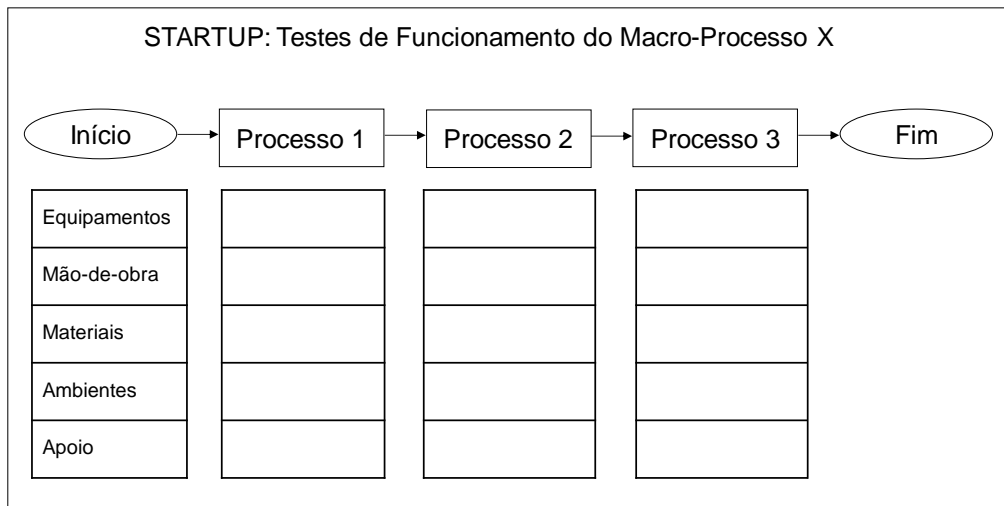 STARTUP: Testes de Funcionamento do Macro-Processo X
Início
Processo 1
Processo 2
Processo 3
Fim
Equipamentos
Mão-de-obra
Materiais
Ambientes
Apoio